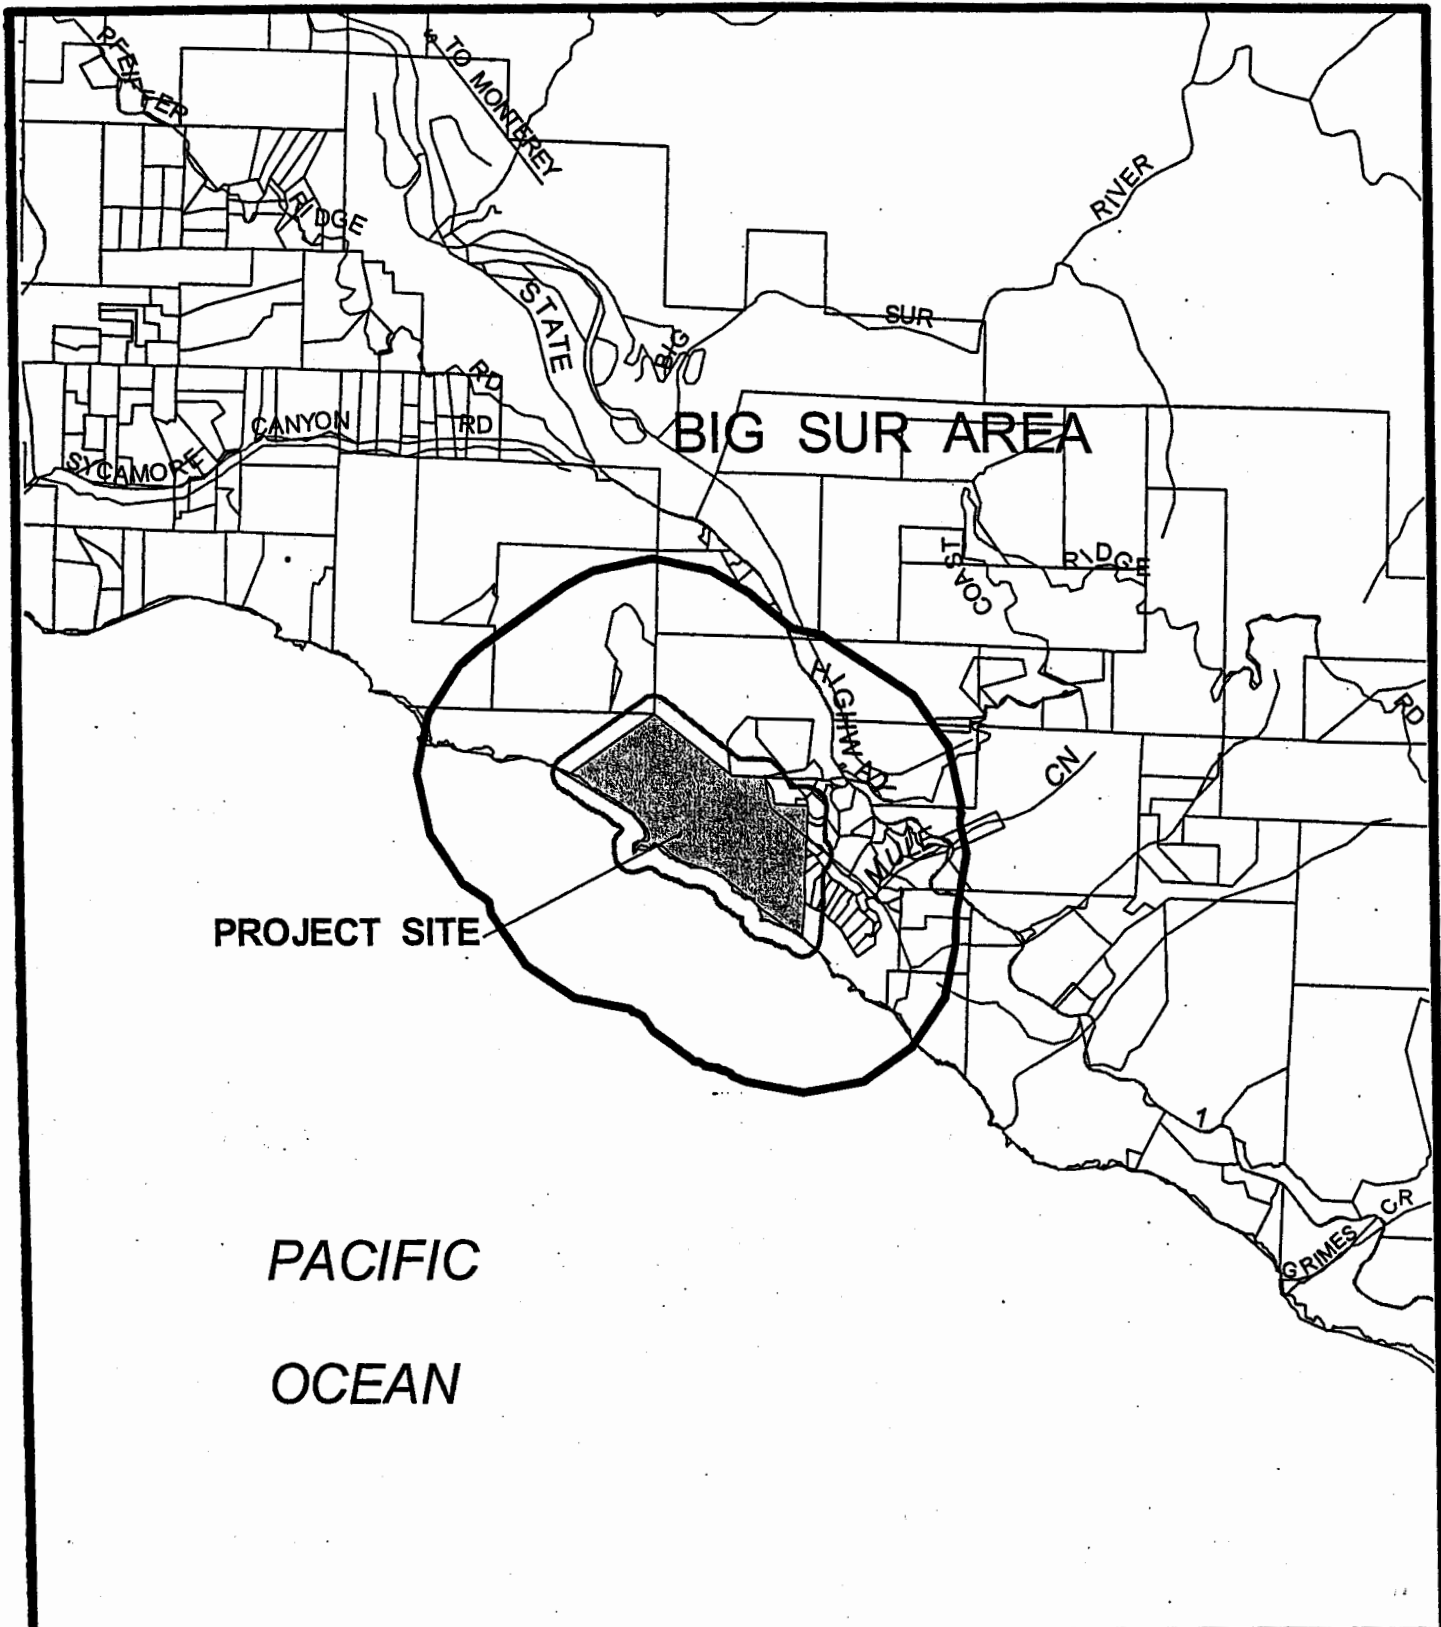 PFEIFFER
RIDGE
RD
TO MONTEREY
RIVER
STATE
BIG
SUR
BIG SUR AREA
SYCAMORE
CANYON
RD
COAST
RIDGE
RD
HIGHWAY
MULE
CN
PROJECT SITE
1
GRIMES
CR
PACIFIC
OCEAN